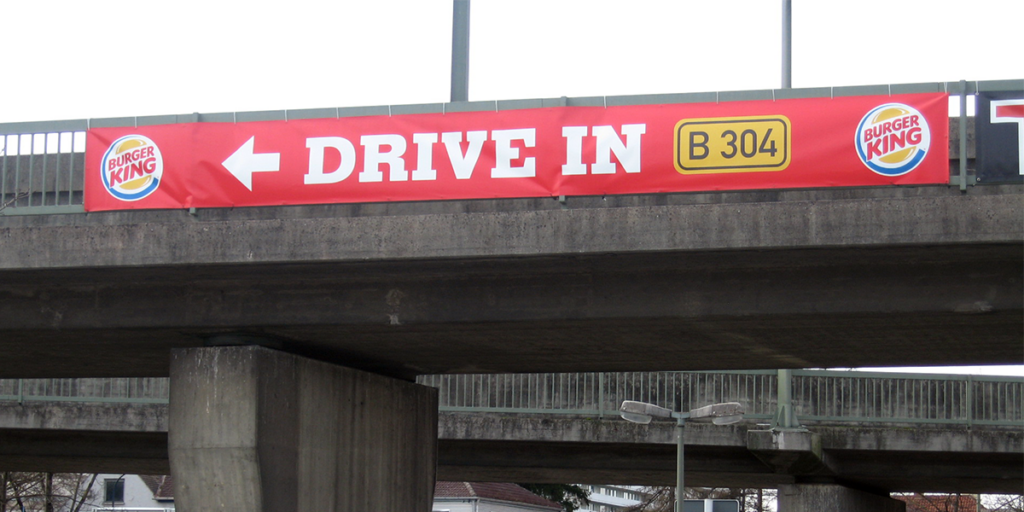 BURGER KING
DRIVE IN
B 304
BURGER KING
T